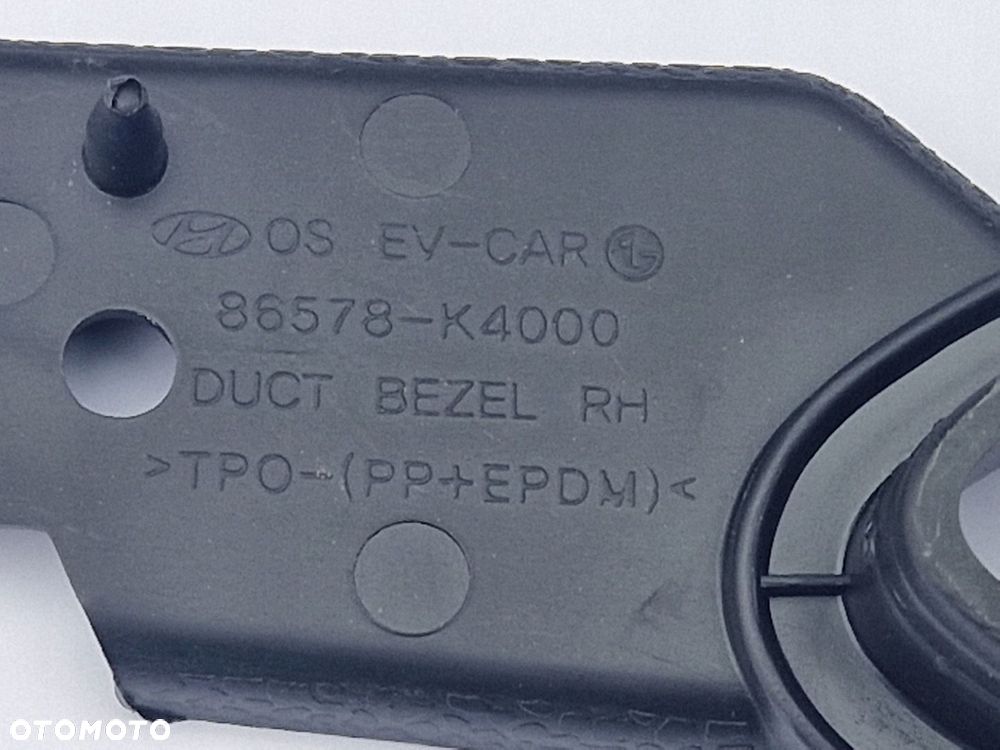 OS EV-CAR
86578-K4000
DUCT BEZEL RH
>TPO-(PP+EPDM)<
OTOMOTO